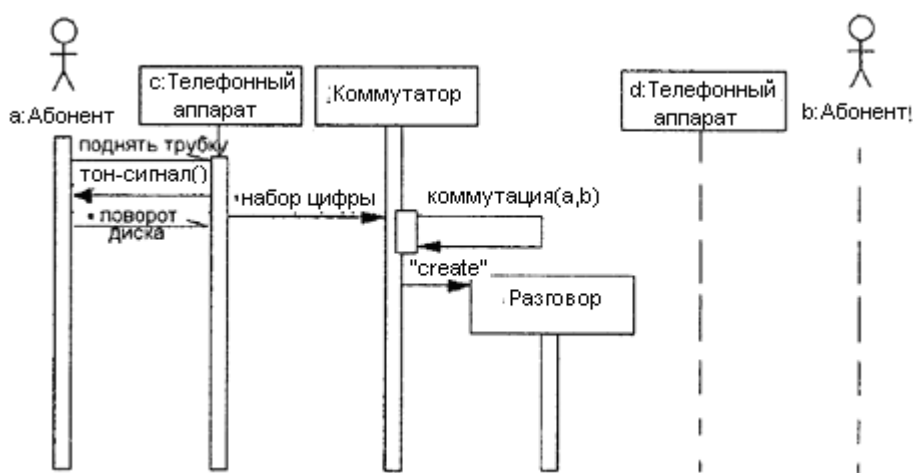 a:Абонент
c:Телефонный
аппарат
:Коммутатор
d:Телефонный
аппарат
b:Абонент
поднять трубку
тон-сигнал()
• поворот
диска
•набор цифры
коммутация(a,b)
"create"
:Разговор